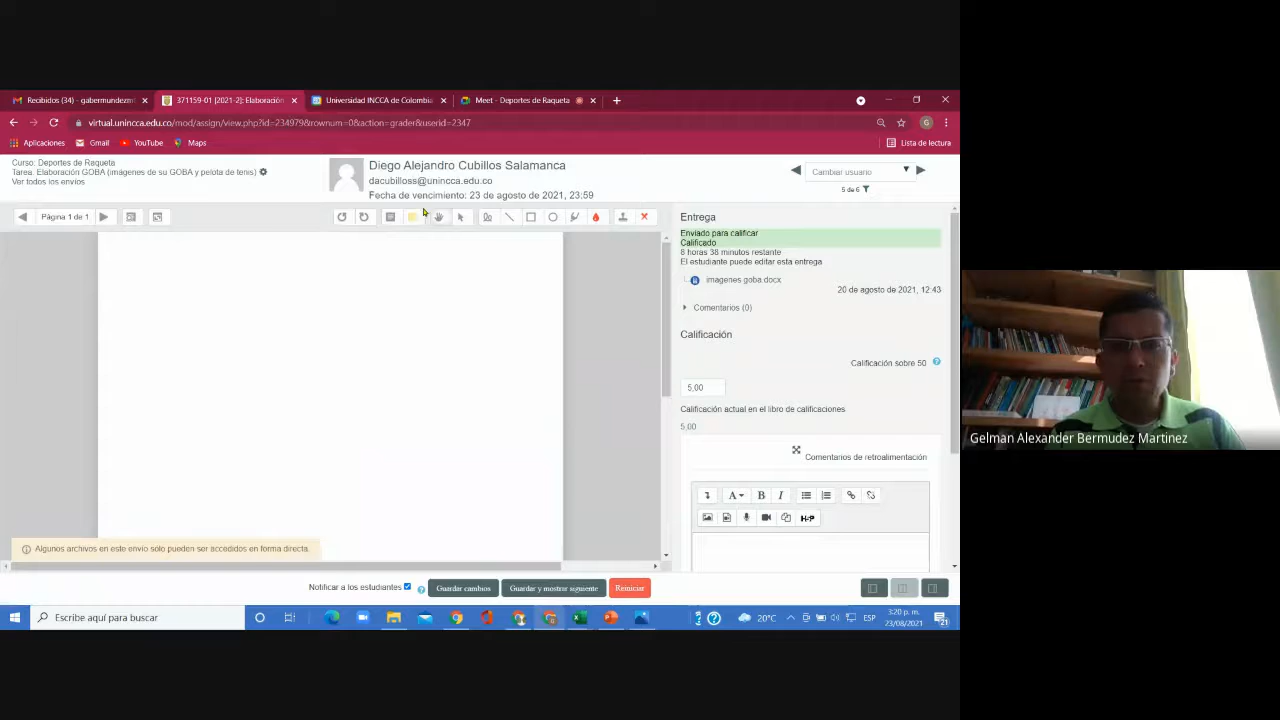 Recibidos (34) - gabermundezm
371159-01 [2021-2]: Elaboración
Universidad INCCA de Colombia
Meet - Deportes de Raqueta
virtual.unincca.edu.co/mod/assign/view.php?id=234979&rownum=0&action=grader&userid=2347
Aplicaciones
Gmail
YouTube
Maps
Lista de lectura
Curso: Deportes de Raqueta
Tarea: Elaboración GOBA (imágenes de su GOBA y pelota de tenis)
Ver todos los envíos
Diego Alejandro Cubillos Salamanca
dacubilloss@unincca.edu.co
Fecha de vencimiento: 23 de agosto de 2021, 23:59
Cambiar usuario
5 de 6
Página 1 de 1
Entrega
Enviado para calificar
Calificado
8 horas 38 minutos restante
El estudiante puede editar esta entrega
imagenes goba.docx
20 de agosto de 2021, 12:43
Comentarios (0)
Calificación
Calificación sobre 50
5,00
Calificación actual en el libro de calificaciones
5,00
Comentarios de retroalimentación
A
B
I
H-P
Algunos archivos en este envío sólo pueden ser accedidos en forma directa.
Notificar a los estudiantes
Guardar cambios
Guardar y mostrar siguiente
Reiniciar
Escribe aquí para buscar
20°C
ESP
3:20 p. m.
23/08/2021
21
Gelman Alexander Bermudez Martinez